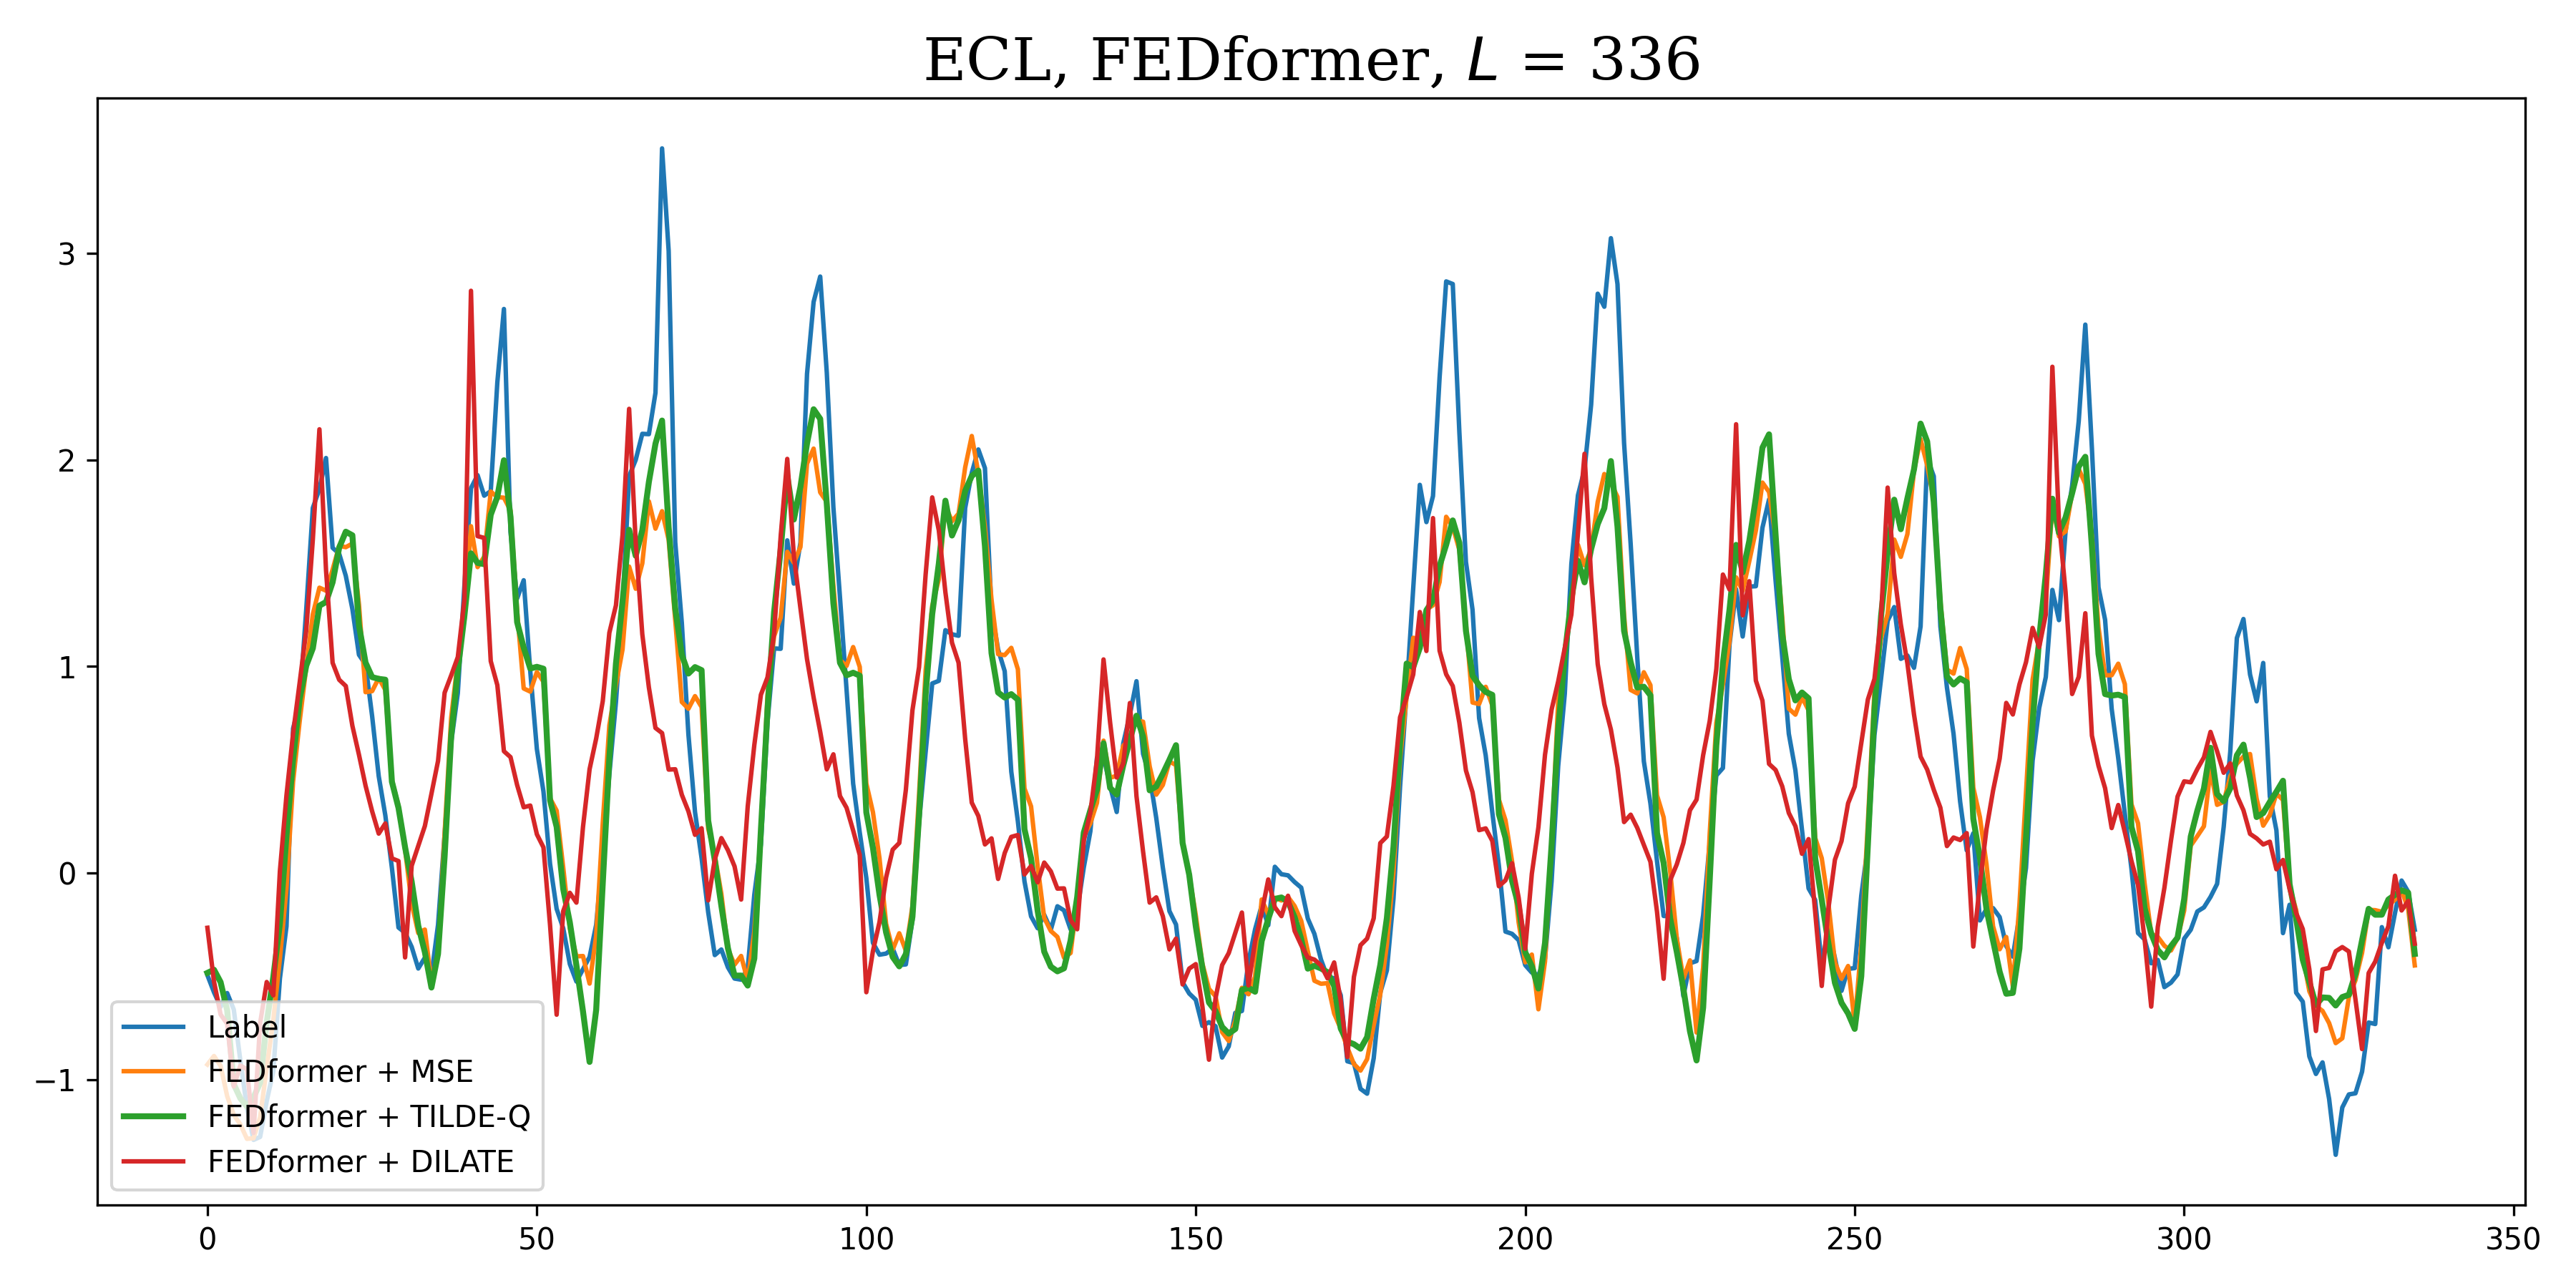 ECL, FEDformer, L = 336
3
2
1
0
−1
Label
FEDformer + MSE
FEDformer + TILDE-Q
FEDformer + DILATE
0 50 100 150 200 250 300 350